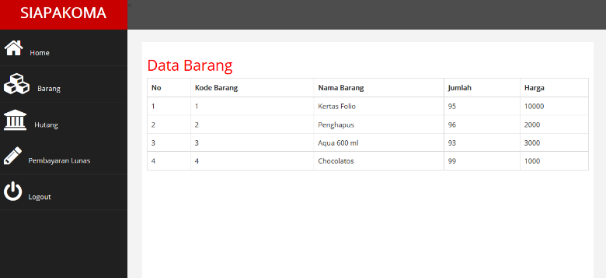 SIAPAKOMA
Home
Barang
Hutang
Pembayaran Lunas
Logout
Data Barang
No Kode Barang Nama Barang Jumlah Harga
1 1 Kertas Folio 95 10000
2 2 Penghapus 96 2000
3 3 Aqua 600 ml 93 3000
4 4 Chocolatos 99 1000